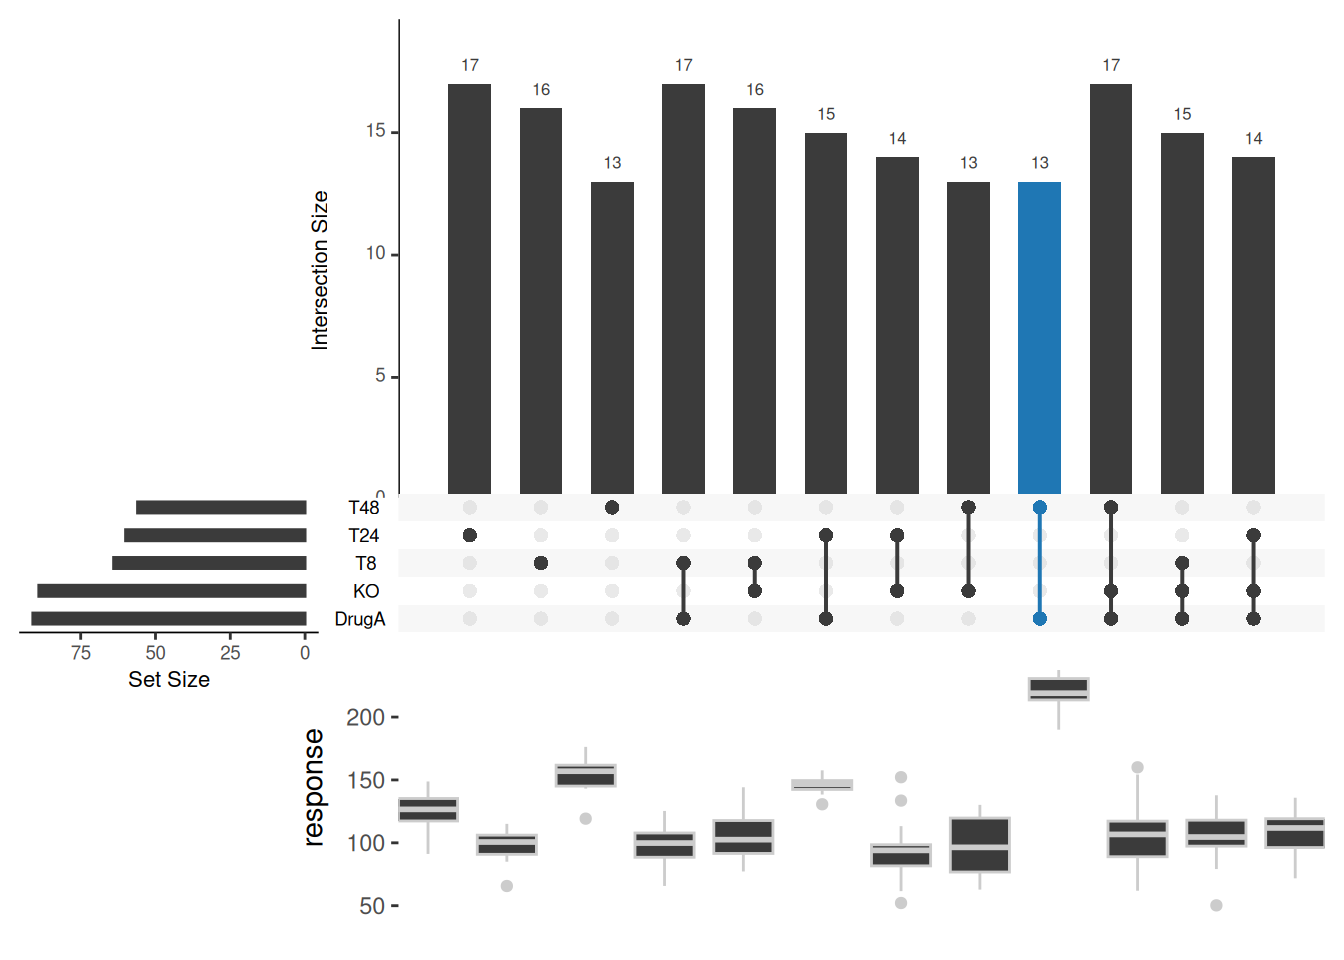 17 16 13 17 16 15 14 13 13 17 15 14
Intersection Size
15
10
5
0
T48
T24
T8
KO
DrugA
75 50 25 0
Set Size
response
200
150
100
50